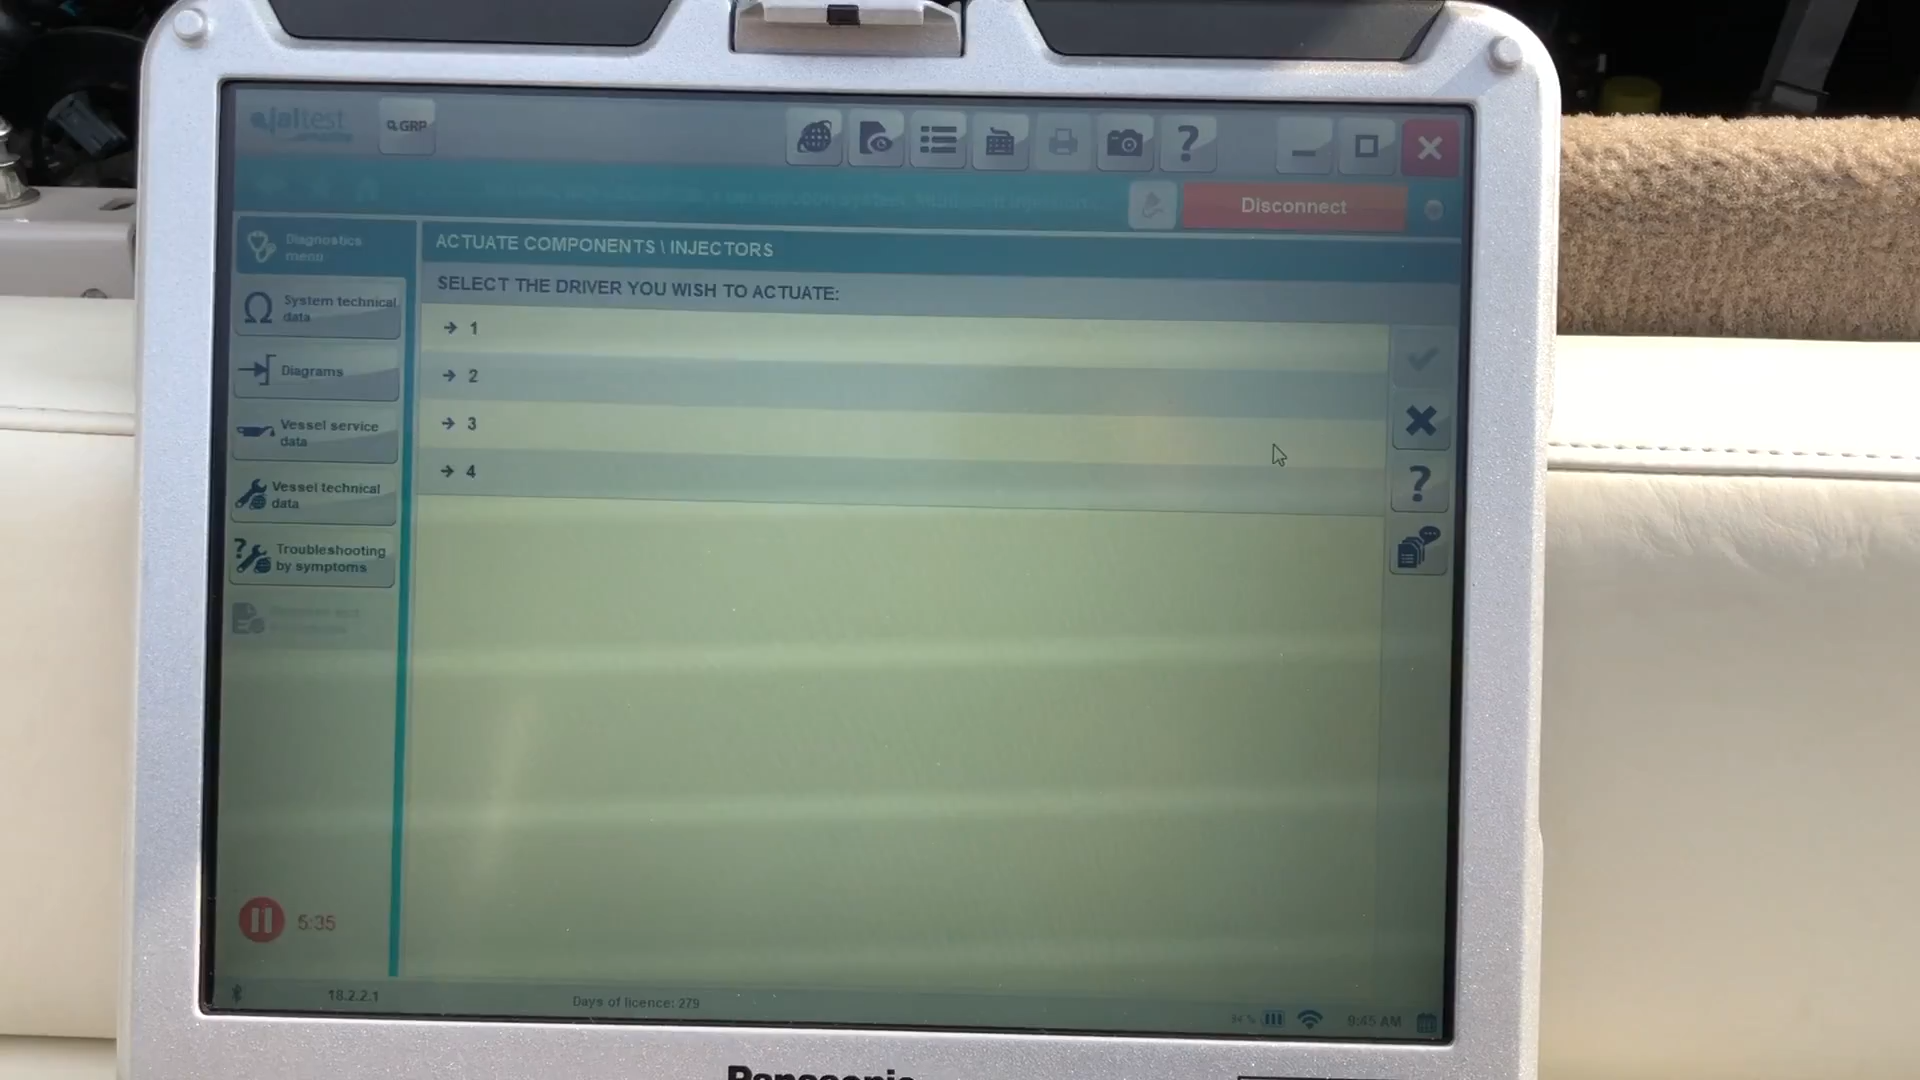 jaltest
GRP
Disconnect
Diagnostics
menu
ACTUATE COMPONENTS \ INJECTORS
SELECT THE DRIVER YOU WISH TO ACTUATE:
System technical
data
1
2
3
4
Diagrams
Vessel service
data
Vessel technical
data
Troubleshooting
by symptoms
5:35
18.2.2.1
Days of licence: 279
9:45 AM
Panasonic